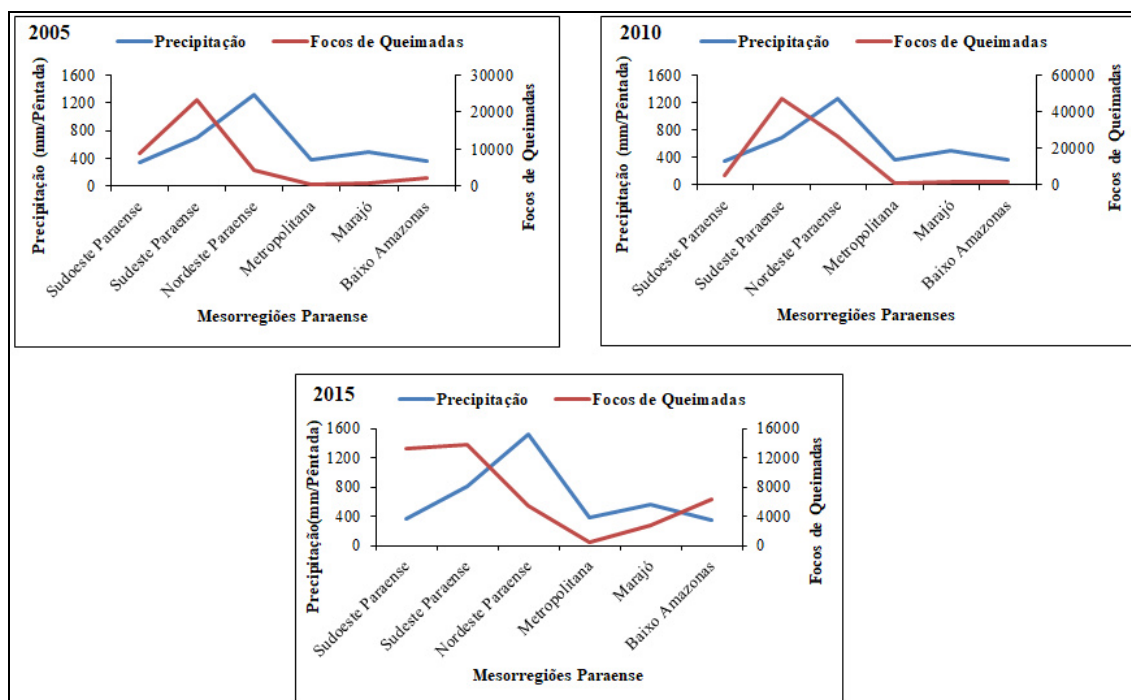 2005
Precipitação Focos de Queimadas
Precipitação (mm/Pêntada)
1600
1200
800
400
0
30000
20000
10000
0
Focos de Queimadas
Sudoeste Paraense
Sudeste Paraense
Nordeste Paraense
Metropolitana
Marajó
Baixo Amazonas
Mesorregiões Paraense
2010
Precipitação Focos de Queimadas
Precipitação (mm/Pêntada)
1600
1200
800
400
0
60000
40000
20000
0
Focos de Queimadas
Sudoeste Paraense
Sudeste Paraense
Nordeste Paraense
Metropolitana
Marajó
Baixo Amazonas
Mesorregiões Paraenses
2015
Precipitação Focos de Queimadas
Precipitação(mm/Pêntada)
1600
1200
800
400
0
16000
12000
8000
4000
0
Focos de Queimadas
Sudoeste Paraense
Sudeste Paraense
Nordeste Paraense
Metropolitana
Marajó
Baixo Amazonas
Mesorregiões Paraense